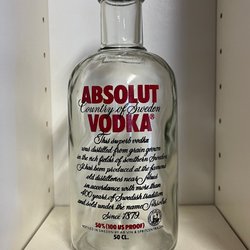 ABSOLUT
Country of Sweden
VODKA®
This superb vodka
was distilled from grain grown
in the rich fields of southern Sweden.
It has been produced at the famous
old distilleries near Åhus
in accordance with more than
400 years of Swedish tradition
and sold under the name Absolut
Since 1879.
50% (100 US PROOF)
50 CL.